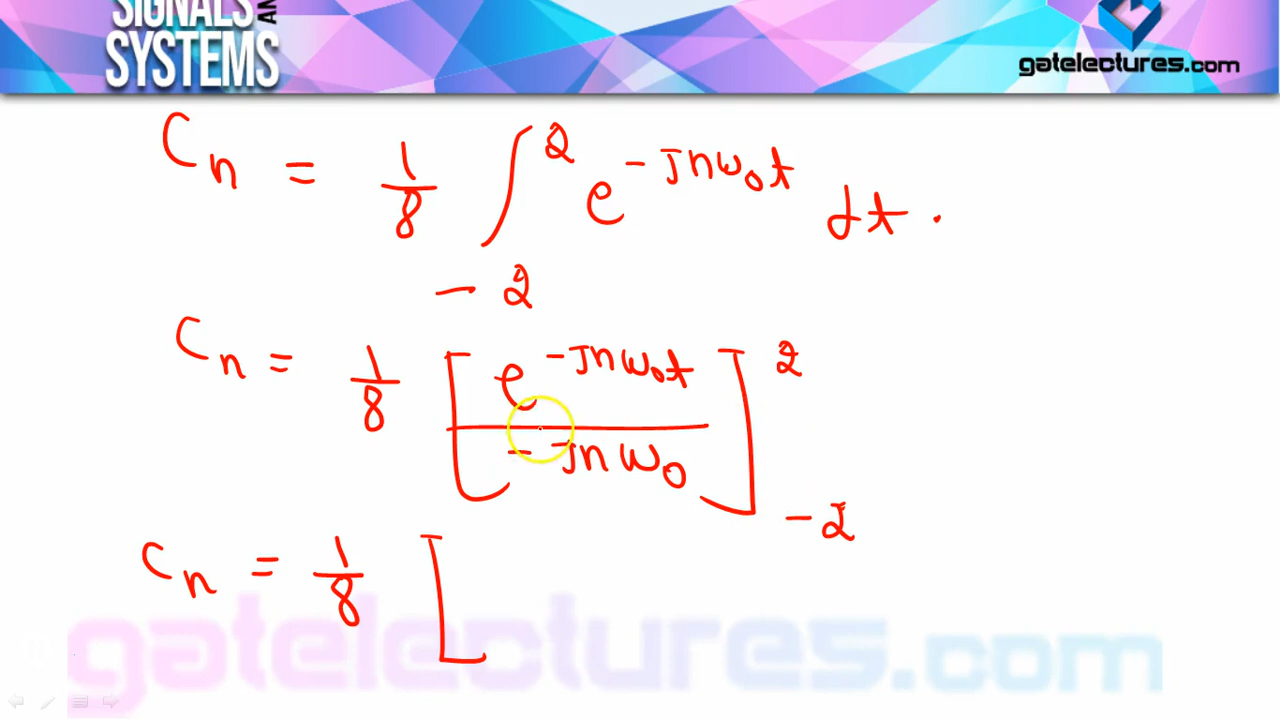 SIGNALS AN
SYSTEMS
gatelectures.com
Cn = 1/8 ∫_{-2}^{2} e^{-jnω₀t} dt.
Cn = 1/8 [e^{-jnω₀t} / -jnω₀]_{-2}^{2}
Cn = 1/8 [
gatelectures.com